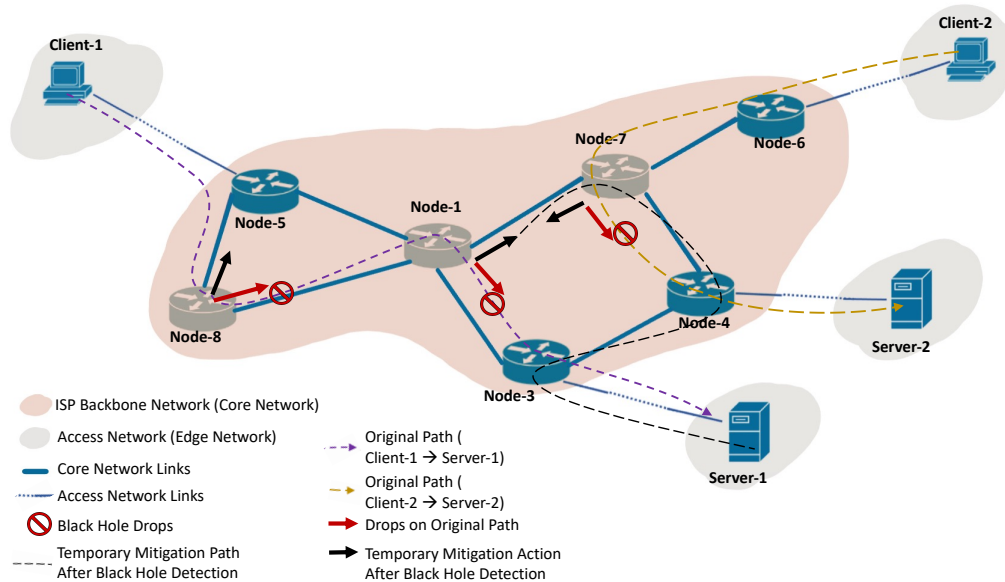 Client-2
Client-1
Node-7
Node-6
Node-5
Node-1
Node-8
Node-4
Server-2
Node-3
Server-1
ISP Backbone Network (Core Network)
Access Network (Edge Network)
Core Network Links
Access Network Links
Black Hole Drops
Temporary Mitigation Path
After Black Hole Detection
Original Path (
Client-1 → Server-1)
Original Path (
Client-2 → Server-2)
Drops on Original Path
Temporary Mitigation Action
After Black Hole Detection